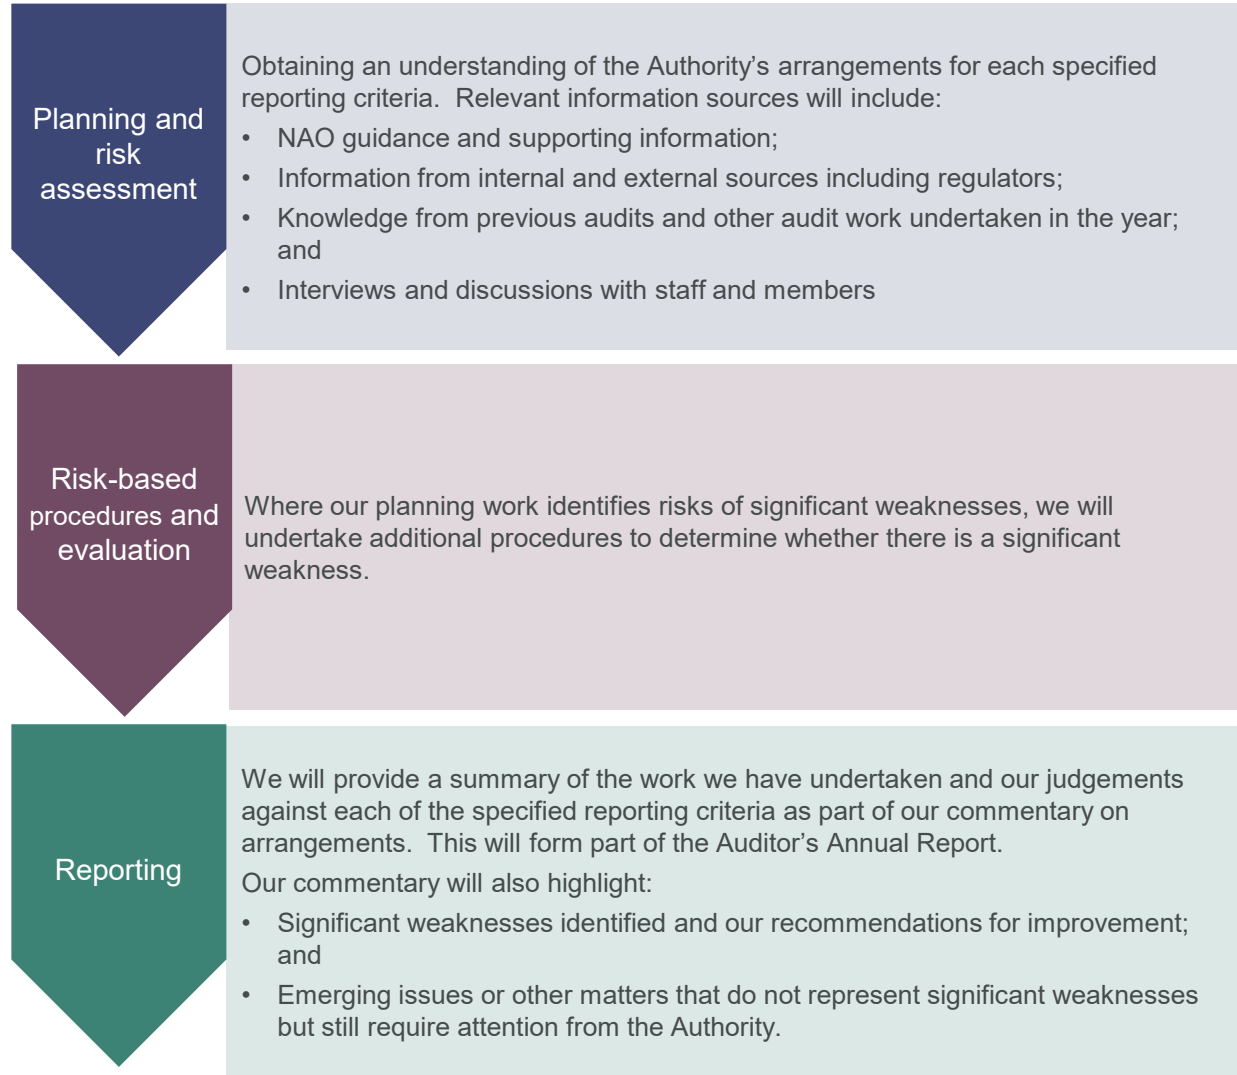 Planning and
risk
assessment
Obtaining an understanding of the Authority’s arrangements for each specified
reporting criteria.  Relevant information sources will include:
• NAO guidance and supporting information;
• Information from internal and external sources including regulators;
• Knowledge from previous audits and other audit work undertaken in the year;
and
• Interviews and discussions with staff and members
Risk-based
procedures and
evaluation
Where our planning work identifies risks of significant weaknesses, we will
undertake additional procedures to determine whether there is a significant
weakness.
Reporting
We will provide a summary of the work we have undertaken and our judgements
against each of the specified reporting criteria as part of our commentary on
arrangements.  This will form part of the Auditor’s Annual Report.
Our commentary will also highlight:
• Significant weaknesses identified and our recommendations for improvement;
and
• Emerging issues or other matters that do not represent significant weaknesses
but still require attention from the Authority.